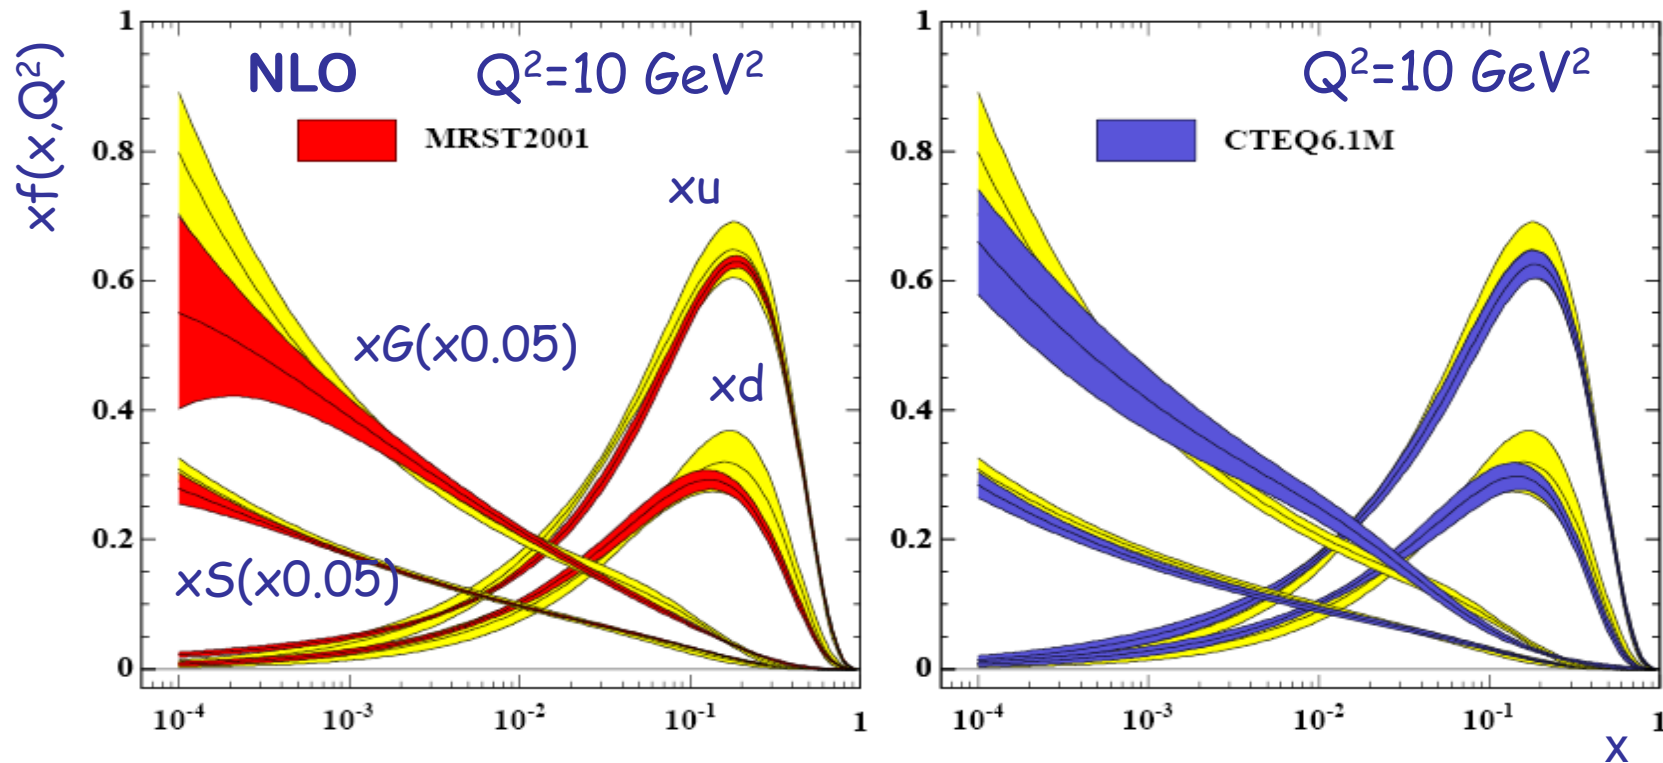 xf(x,Q²)
1
0.8
0.6
0.4
0.2
0
NLO Q²=10 GeV²
MRST2001
xu
xG(x0.05)
xd
xS(x0.05)
10⁻⁴ 10⁻³ 10⁻² 10⁻¹ 1
1
0.8
0.6
0.4
0.2
0
Q²=10 GeV²
CTEQ6.1M
10⁻⁴ 10⁻³ 10⁻² 10⁻¹ 1
x